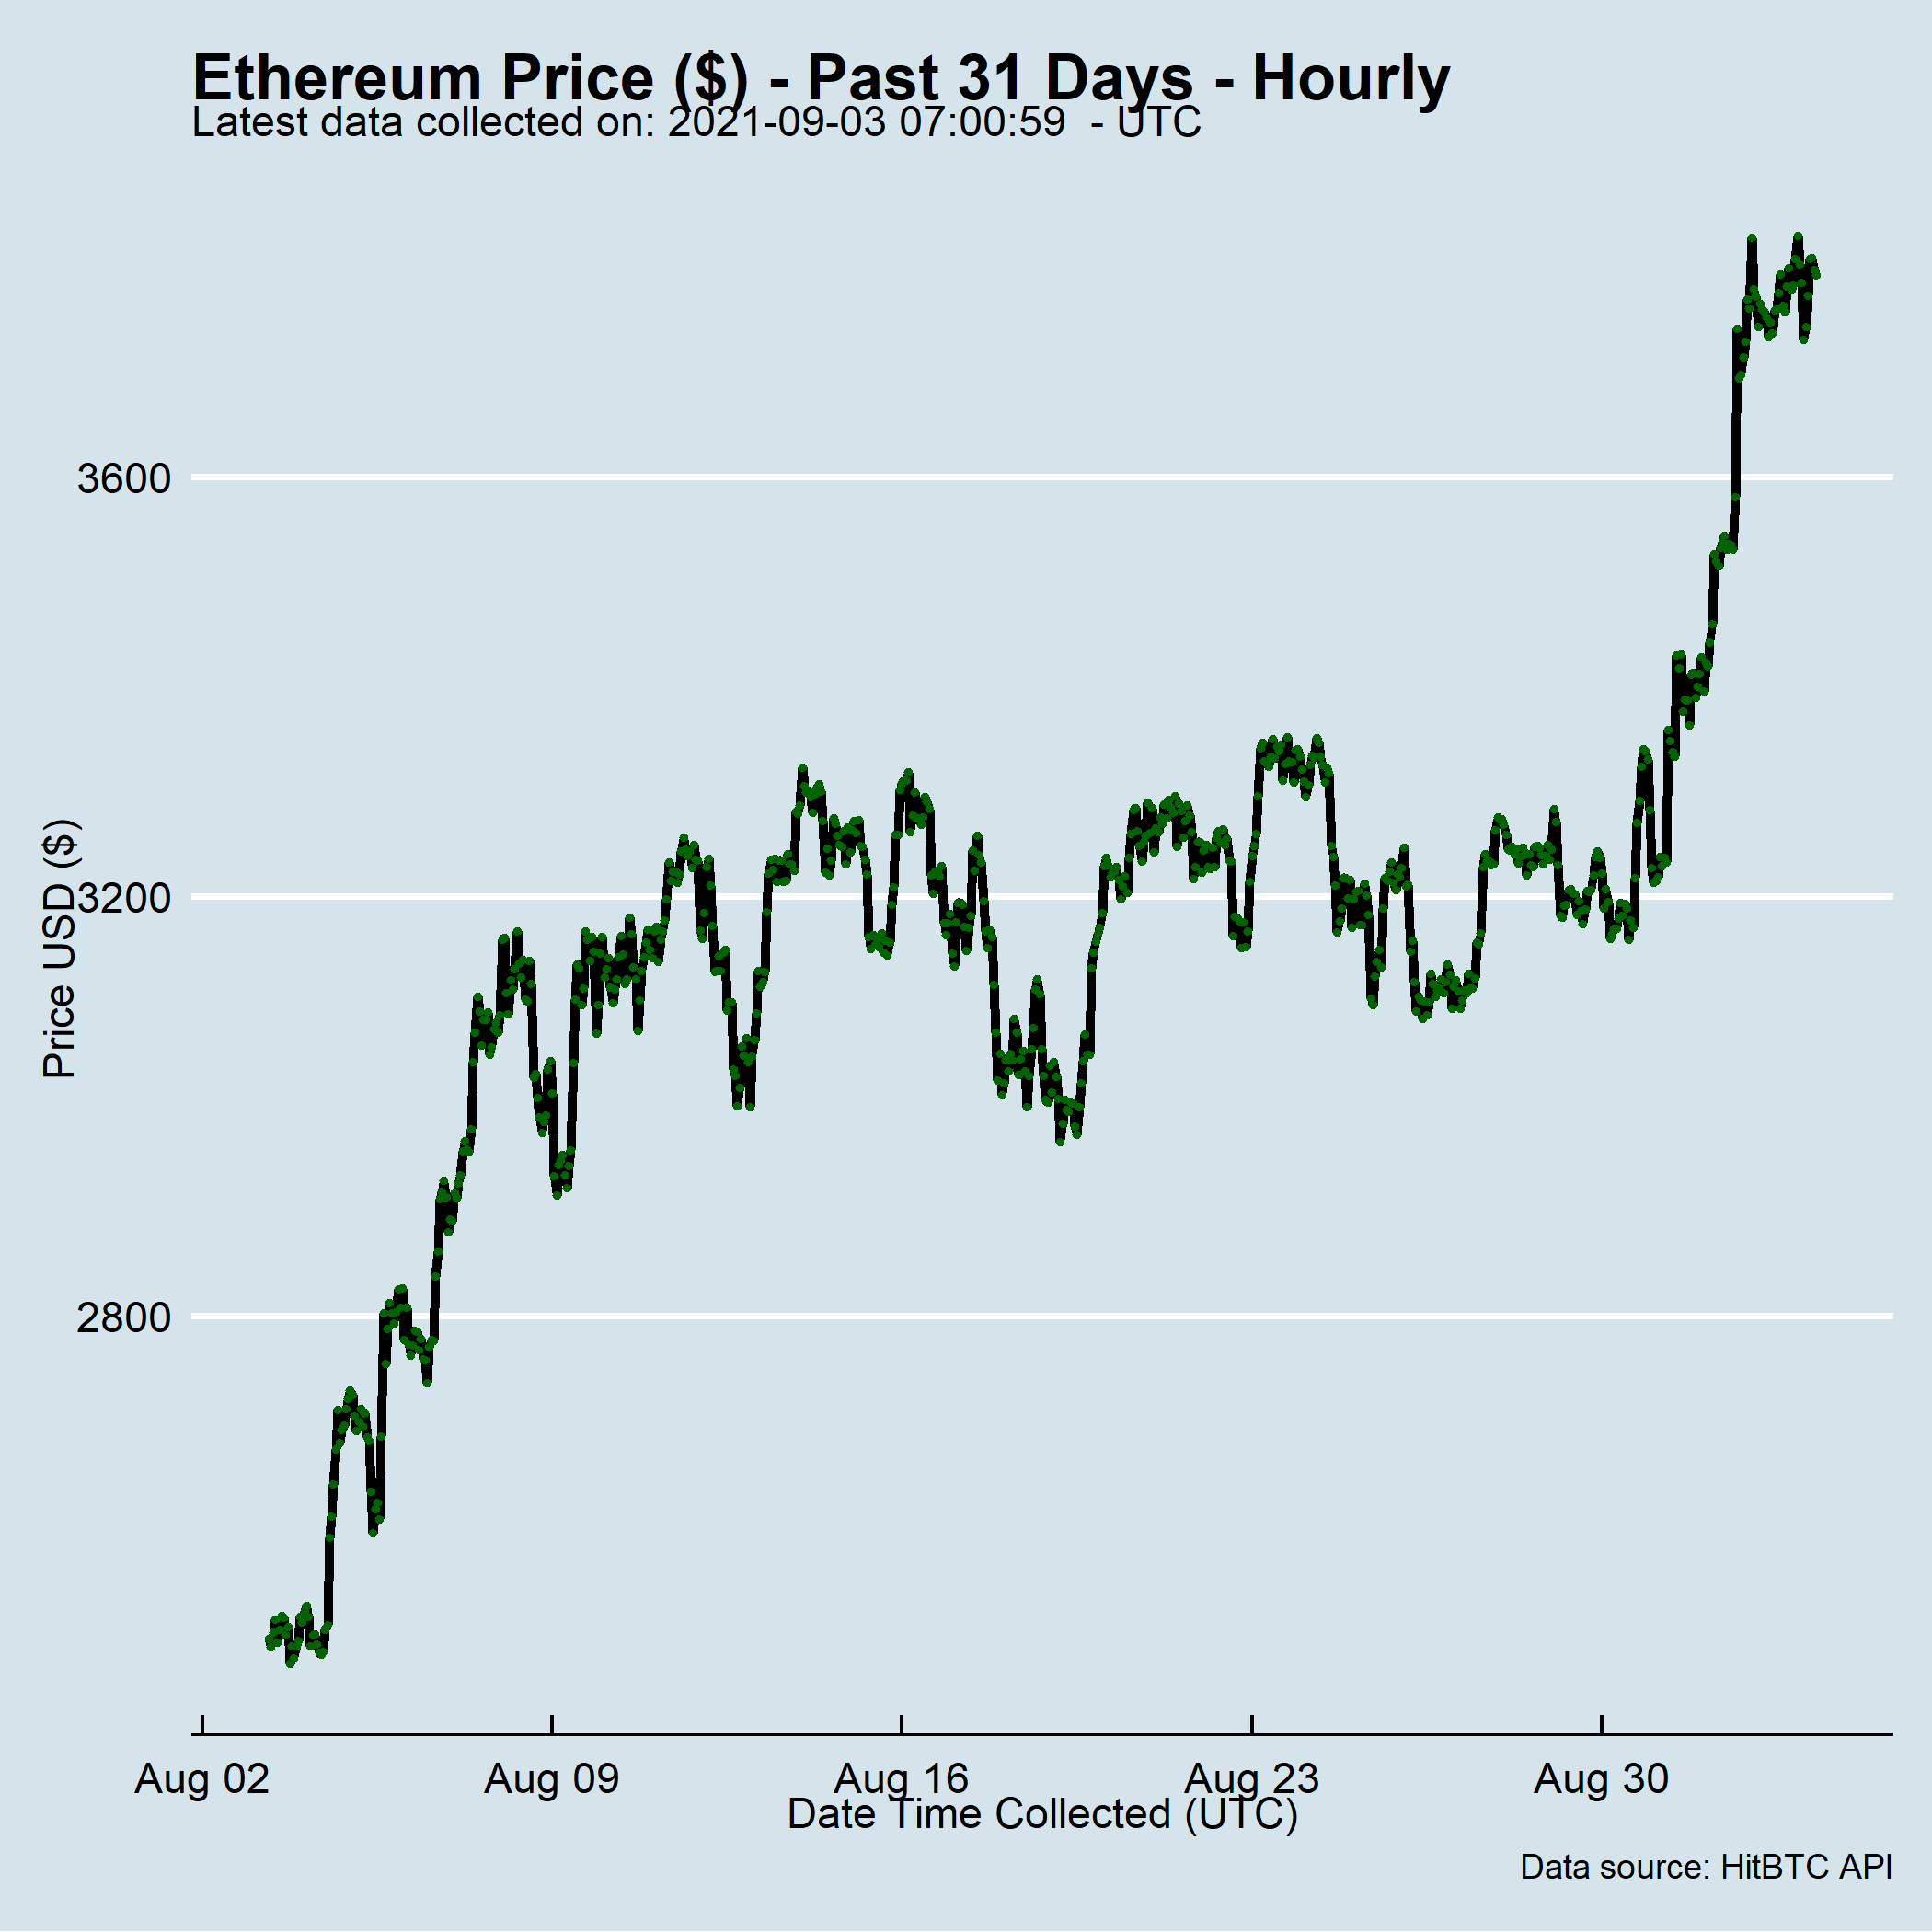 Ethereum Price ($) - Past 31 Days - Hourly
Latest data collected on: 2021-09-03 07:00:59  - UTC
Price USD ($)
3600
3200
2800
Aug 02
Aug 09
Aug 16
Aug 23
Aug 30
Date Time Collected (UTC)
Data source: HitBTC API